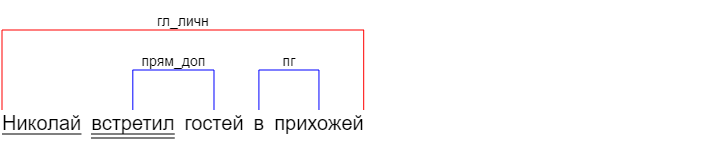 гл_личн
прям_доп пг
Николай встретил гостей в прихожей